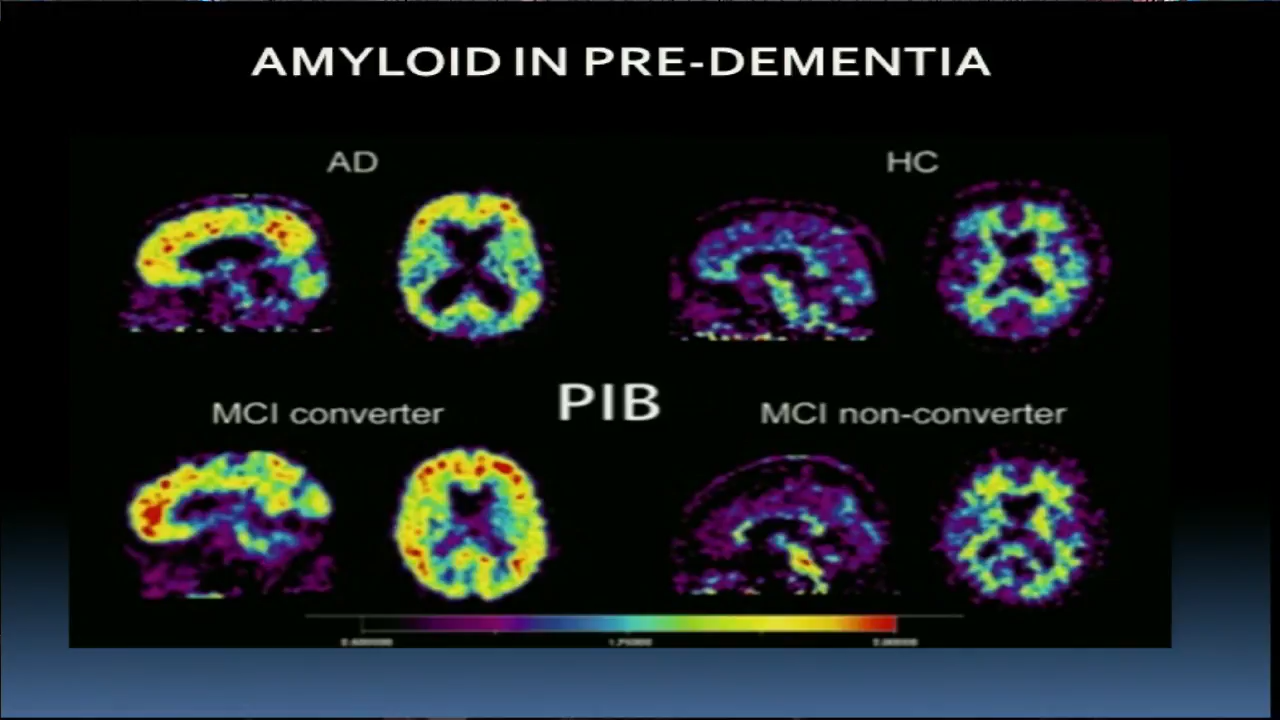 AMYLOID IN PRE-DEMENTIA
AD
HC
PIB
MCI converter
MCI non-converter